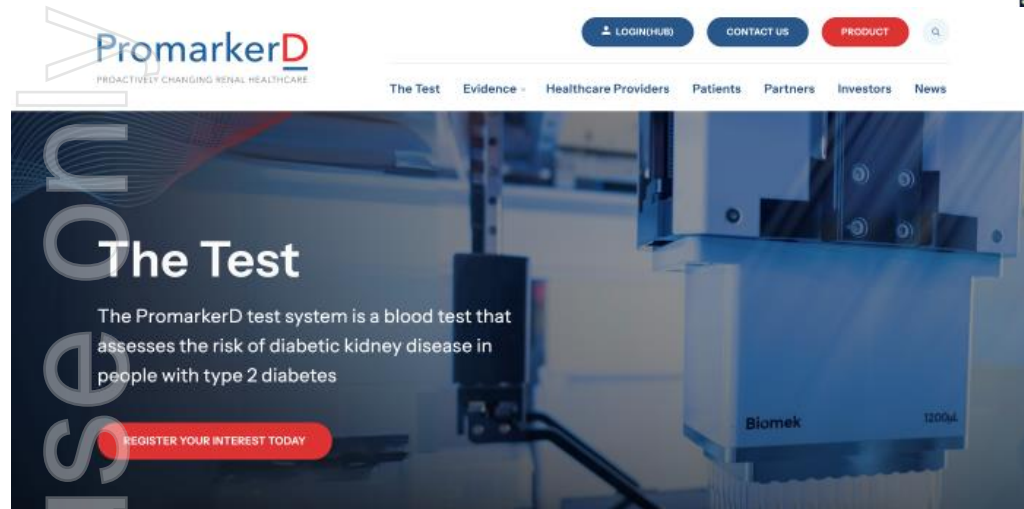 PromarkerD
PROACTIVELY CHANGING RENAL HEALTHCARE
LOGIN(HUB)
CONTACT US
PRODUCT
The Test
Evidence
Healthcare Providers
Patients
Partners
Investors
News
The Test
The PromarkerD test system is a blood test that
assesses the risk of diabetic kidney disease in
people with type 2 diabetes
REGISTER YOUR INTEREST TODAY
Biomek
1200µL
use only